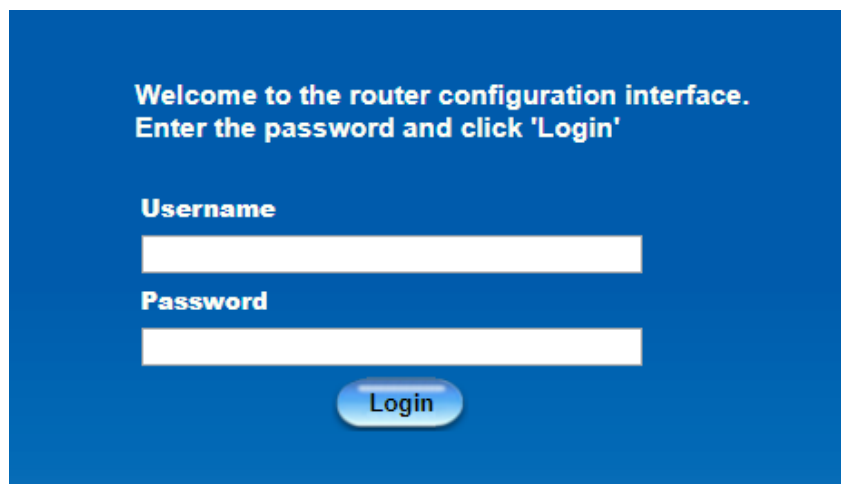 Welcome to the router configuration interface.
Enter the password and click 'Login'
Username
Password
Login